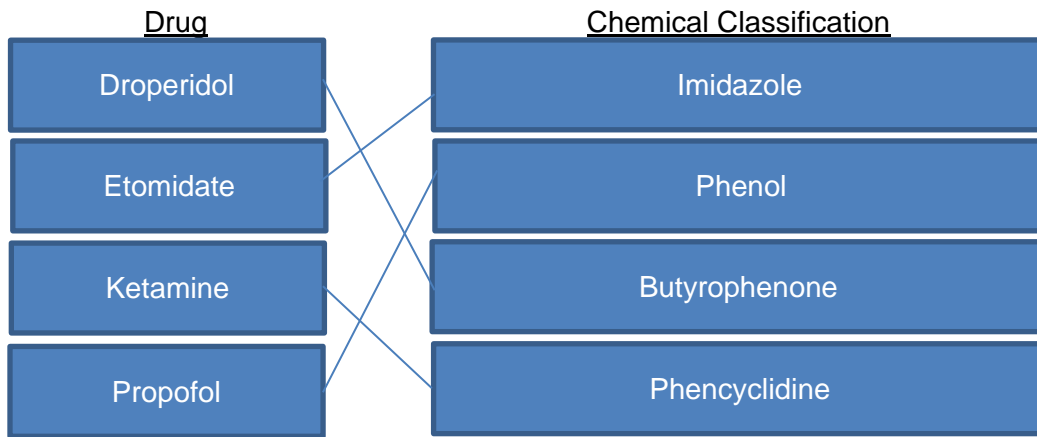 Drug
Chemical Classification
Droperidol
Imidazole
Etomidate
Phenol
Ketamine
Butyrophenone
Propofol
Phencyclidine